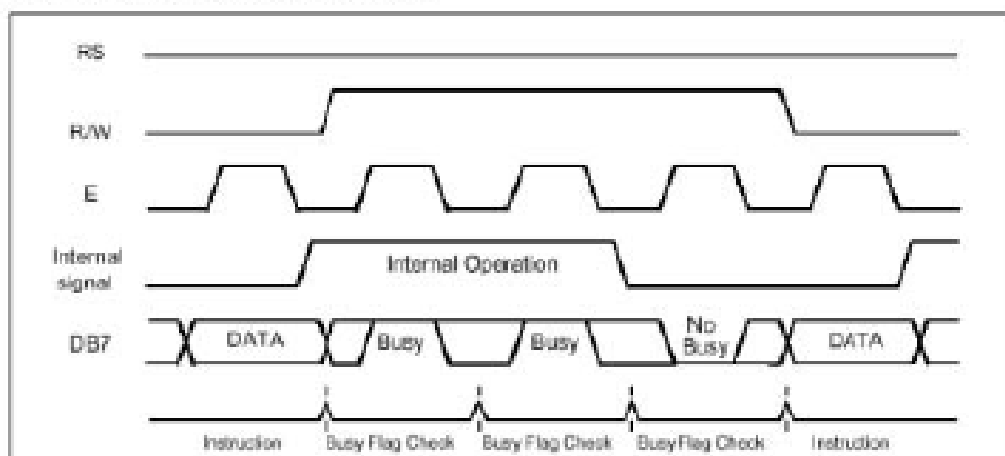 RS
R/W
E
Internal
signal
Internal Operation
DB7
DATA
Busy
Busy
No
Busy
DATA
Instruction
Busy Flag Check
Busy Flag Check
Busy Flag Check
Instruction